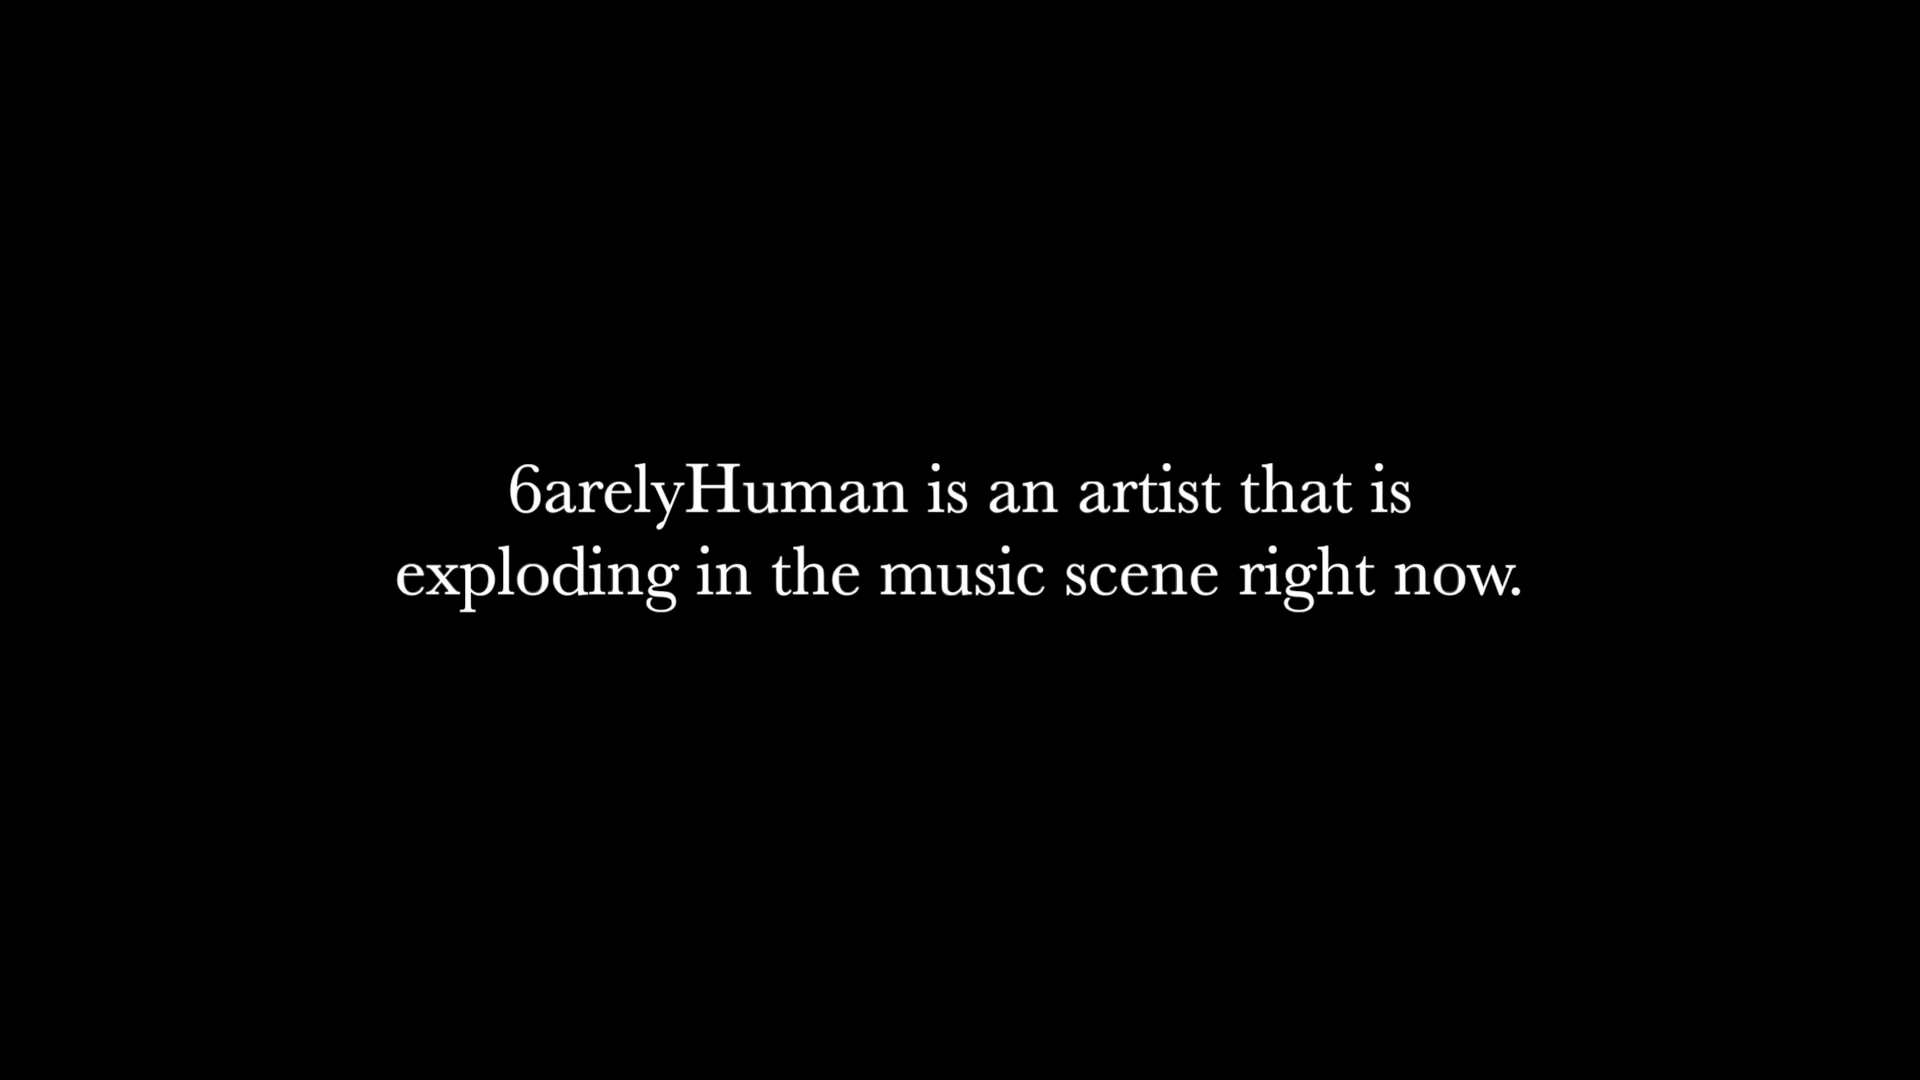 6arelyHuman is an artist that is
exploding in the music scene right now.